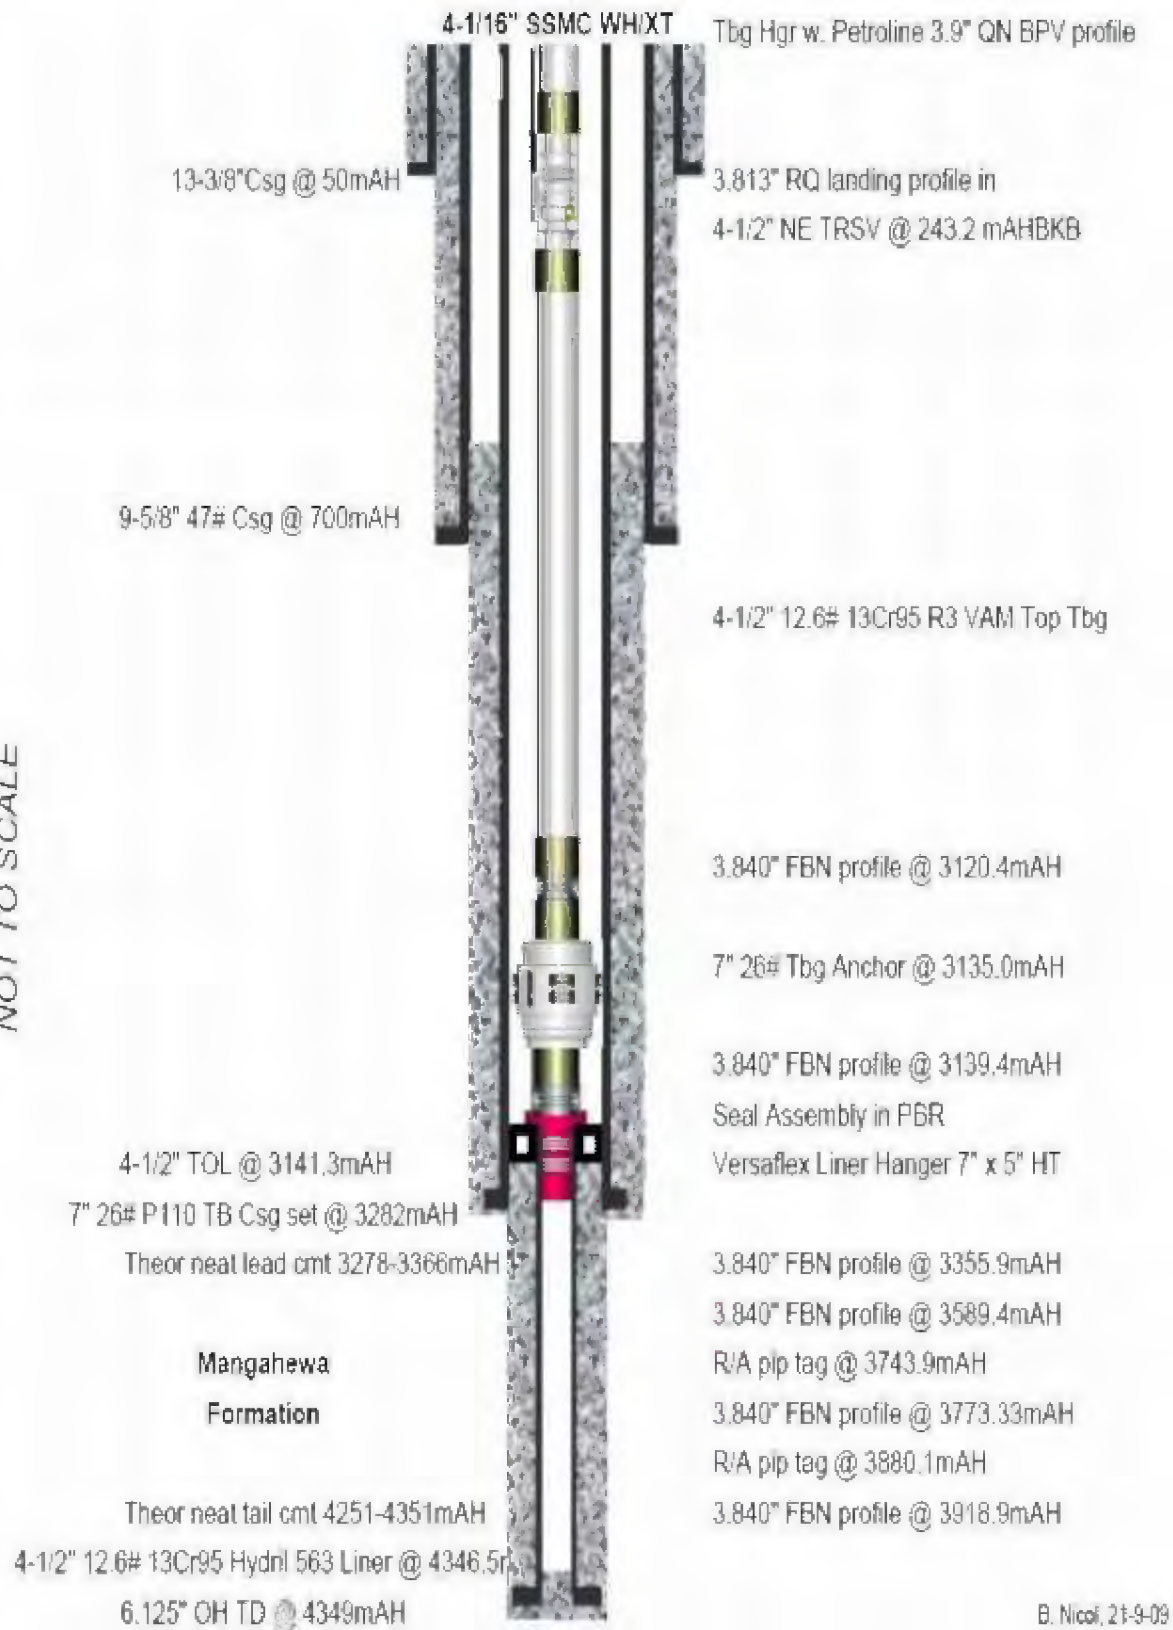 4-1/16" SSMC WH/XT
Tbg Hgr w. Petroline 3.9" QN BPV profile
13-3/8"Csg @ 50mAH
3.813" RQ landing profile in
4-1/2" NE TRSV @ 243.2 mAHBKB
9-5/8" 47# Csg @ 700mAH
4-1/2" 12.6# 13Cr95 R3 VAM Top Tbg
NOT TO SCALE
3.840" FBN profile @ 3120.4mAH
7" 26# Tbg Anchor @ 3135.0mAH
3.840" FBN profile @ 3139.4mAH
Seal Assembly in PBR
4-1/2" TOL @ 3141.3mAH
Versaflex Liner Hanger 7" x 5" HT
7" 26# P110 TB Csg set @ 3282mAH
Theor neat lead cmt 3278-3366mAH
3.840" FBN profile @ 3355.9mAH
3.840" FBN profile @ 3589.4mAH
Mangahewa
R/A pip tag @ 3743.9mAH
Formation
3.840" FBN profile @ 3773.33mAH
R/A pip tag @ 3880.1mAH
Theor neat tail cmt 4251-4351mAH
3.840" FBN profile @ 3918.9mAH
4-1/2" 12.6# 13Cr95 Hydril 563 Liner @ 4346.5
6.125" OH TD @ 4349mAH
B. Nicol, 21-9-09